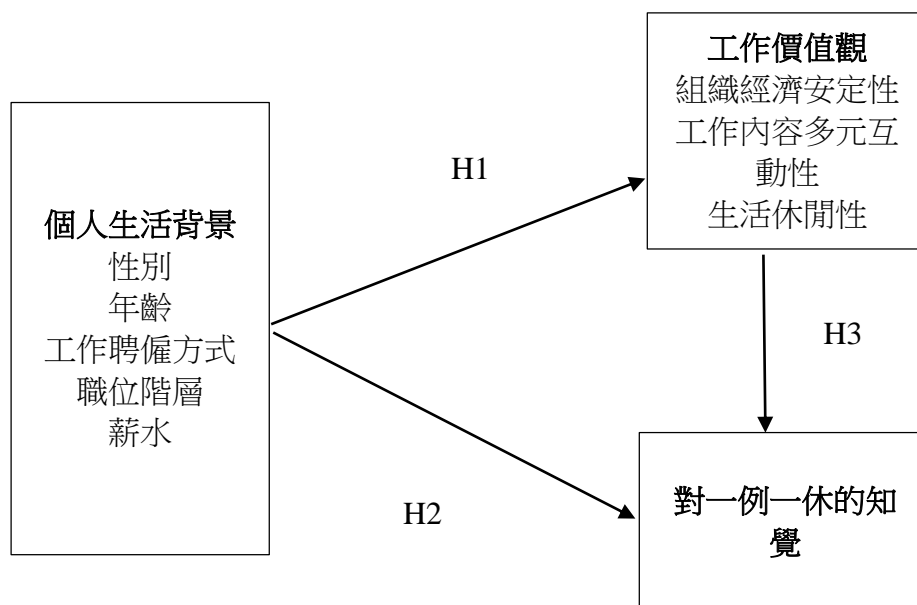 個人生活背景
性別
年齡
工作聘僱方式
職位階層
薪水
H1
H2
工作價值觀
組織經濟安定性
工作內容多元互
動性
生活休閒性
H3
對一例一休的知
覺